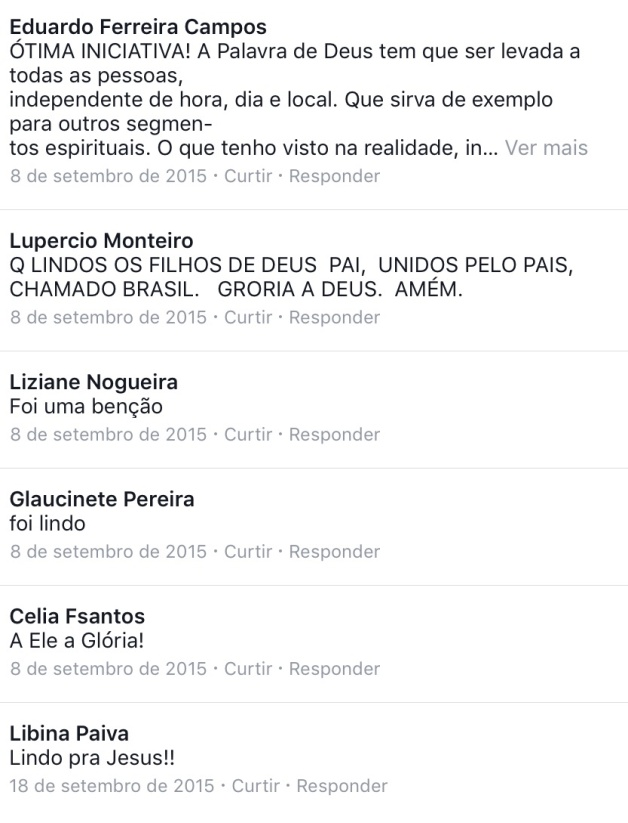 Eduardo Ferreira Campos
ÓTIMA INICIATIVA! A Palavra de Deus tem que ser levada a
todas as pessoas,
independente de hora, dia e local. Que sirva de exemplo
para outros segmen-
tos espirituais. O que tenho visto na realidade, in... Ver mais
8 de setembro de 2015 · Curtir · Responder
Lupercio Monteiro
Q LINDOS OS FILHOS DE DEUS  PAI,  UNIDOS PELO PAIS,
CHAMADO BRASIL.   GRORIA A DEUS.  AMÉM.
8 de setembro de 2015 · Curtir · Responder
Liziane Nogueira
Foi uma benção
8 de setembro de 2015 · Curtir · Responder
Glaucinete Pereira
foi lindo
8 de setembro de 2015 · Curtir · Responder
Celia Fsantos
A Ele a Glória!
8 de setembro de 2015 · Curtir · Responder
Libina Paiva
Lindo pra Jesus!!
18 de setembro de 2015 · Curtir · Responder